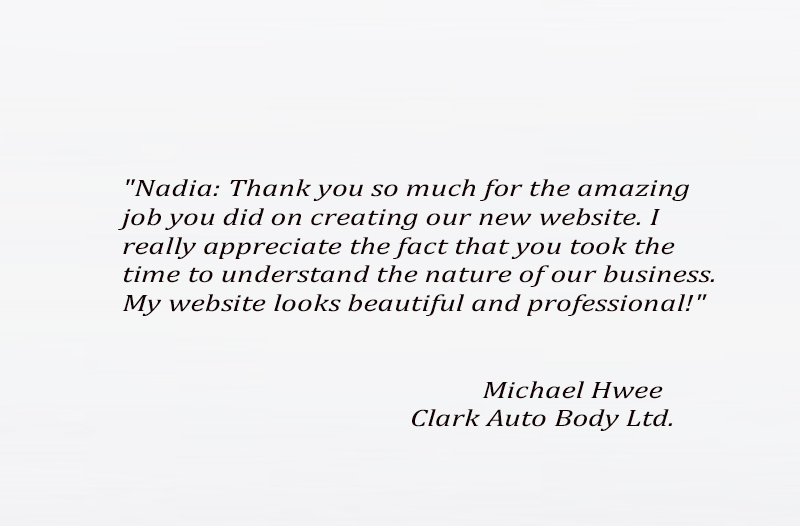 "Nadia: Thank you so much for the amazing
job you did on creating our new website. I
really appreciate the fact that you took the
time to understand the nature of our business.
My website looks beautiful and professional!"
Michael Hwee
Clark Auto Body Ltd.